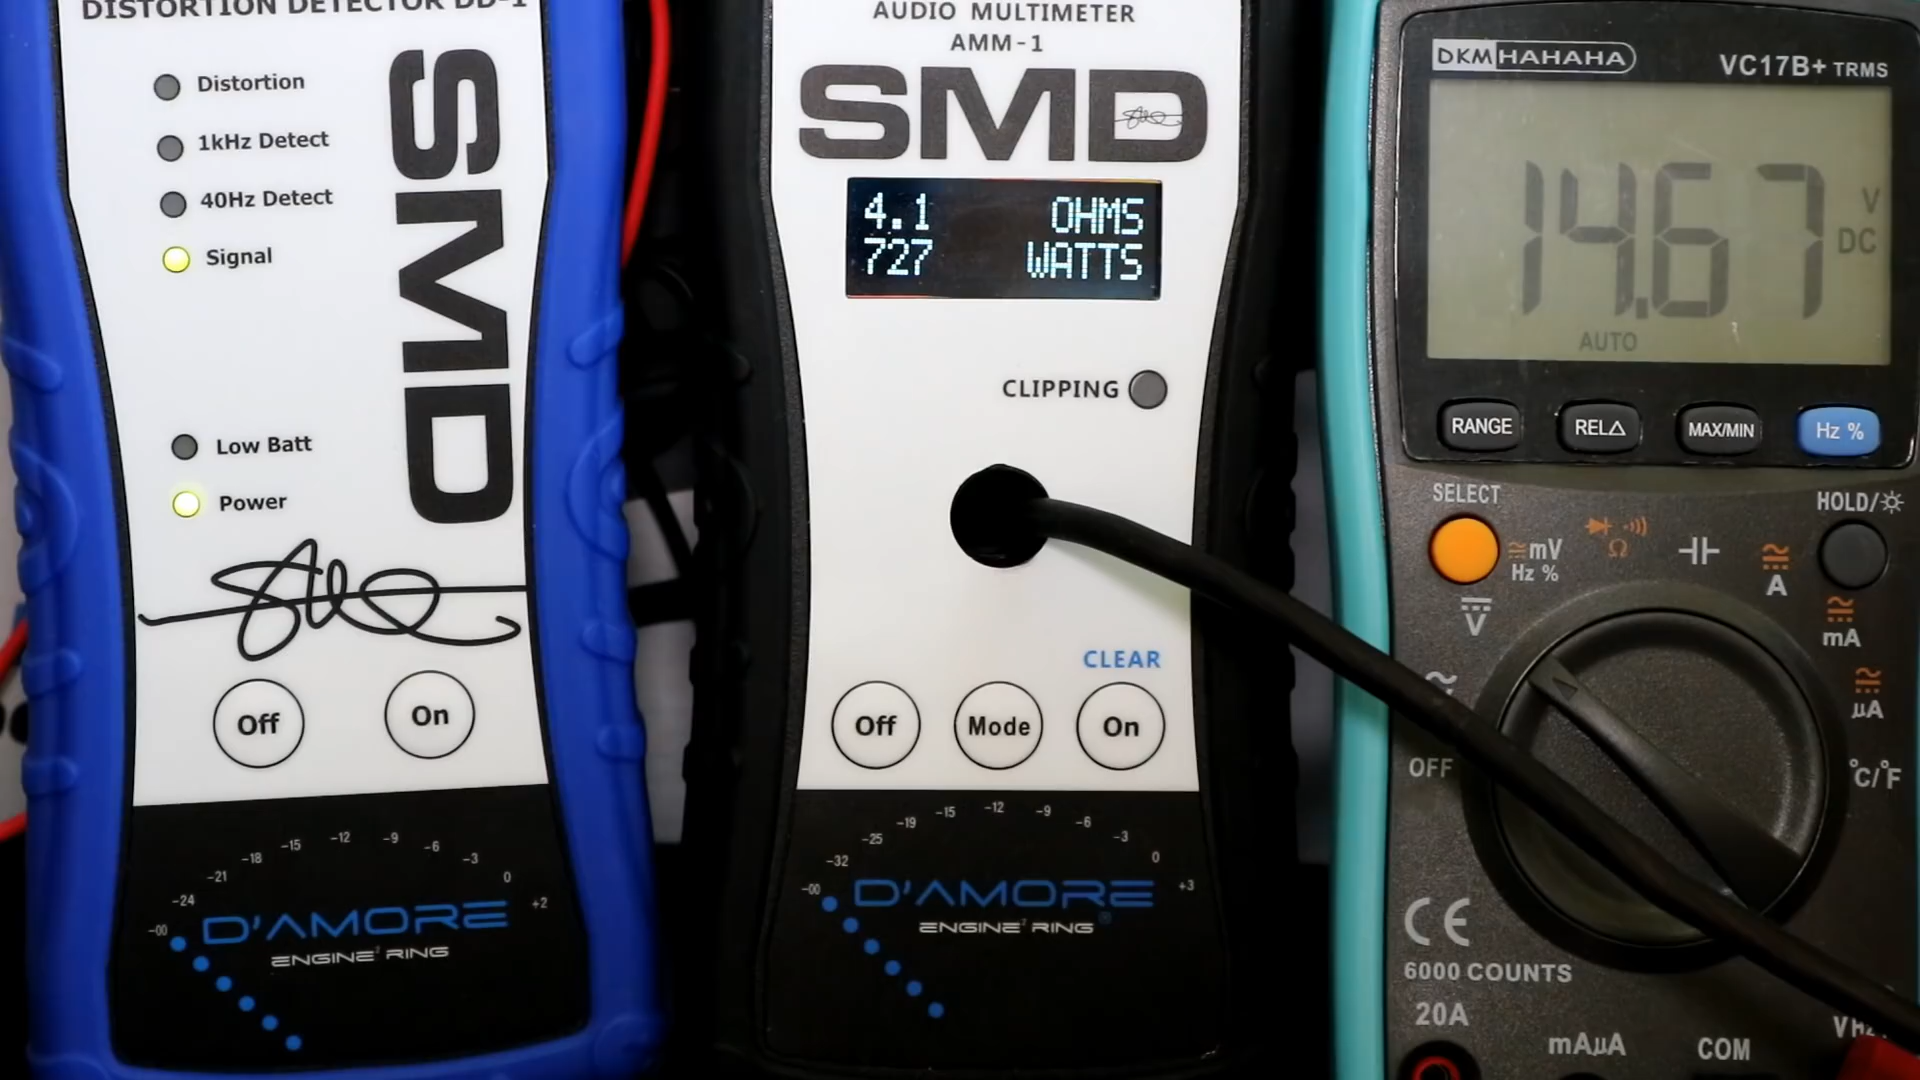 DISTORTION DETECTOR DD-1
Distortion
1kHz Detect
40Hz Detect
Signal
SMD
Low Batt
Power
Off
On
-00
-24
-21
-18
-15
-12
-9
-6
-3
0
+2
D'AMORE
ENGINE² RING
AUDIO MULTIMETER
AMM-1
SMD
4.1 OHMS
727 WATTS
CLIPPING
CLEAR
Off
Mode
On
-00
-32
-25
-19
-15
-12
-9
-6
-3
0
+3
D'AMORE
ENGINE² RING®
DKM HAHAHA
VC17B+ TRMS
14.67
V
DC
AUTO
RANGE
REL△
MAX/MIN
Hz %
SELECT
HOLD/
mV
Hz %
Ω
A
V
mA
µA
OFF
°C/°F
CE
6000 COUNTS
20A
mAµA
COM